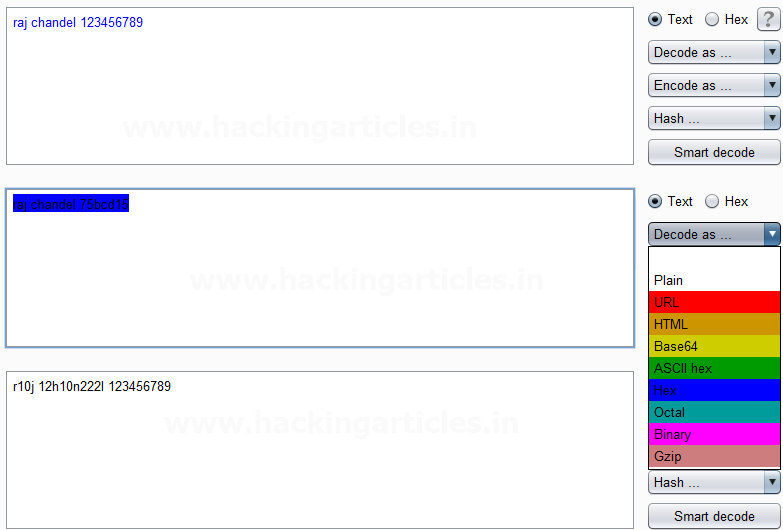 raj chandel 123456789
Text Hex ?
Decode as ...
Encode as ...
www.hackingarticles.in
Hash ...
Smart decode
raj chandel 75bcd15
Text Hex
Decode as ...
www.hackingarticles.in
Plain
URL
HTML
Base64
ASCII hex
Hex
Octal
Binary
Gzip
r10j 12h10n222l 123456789
www.hackingarticles.in
Hash ...
Smart decode